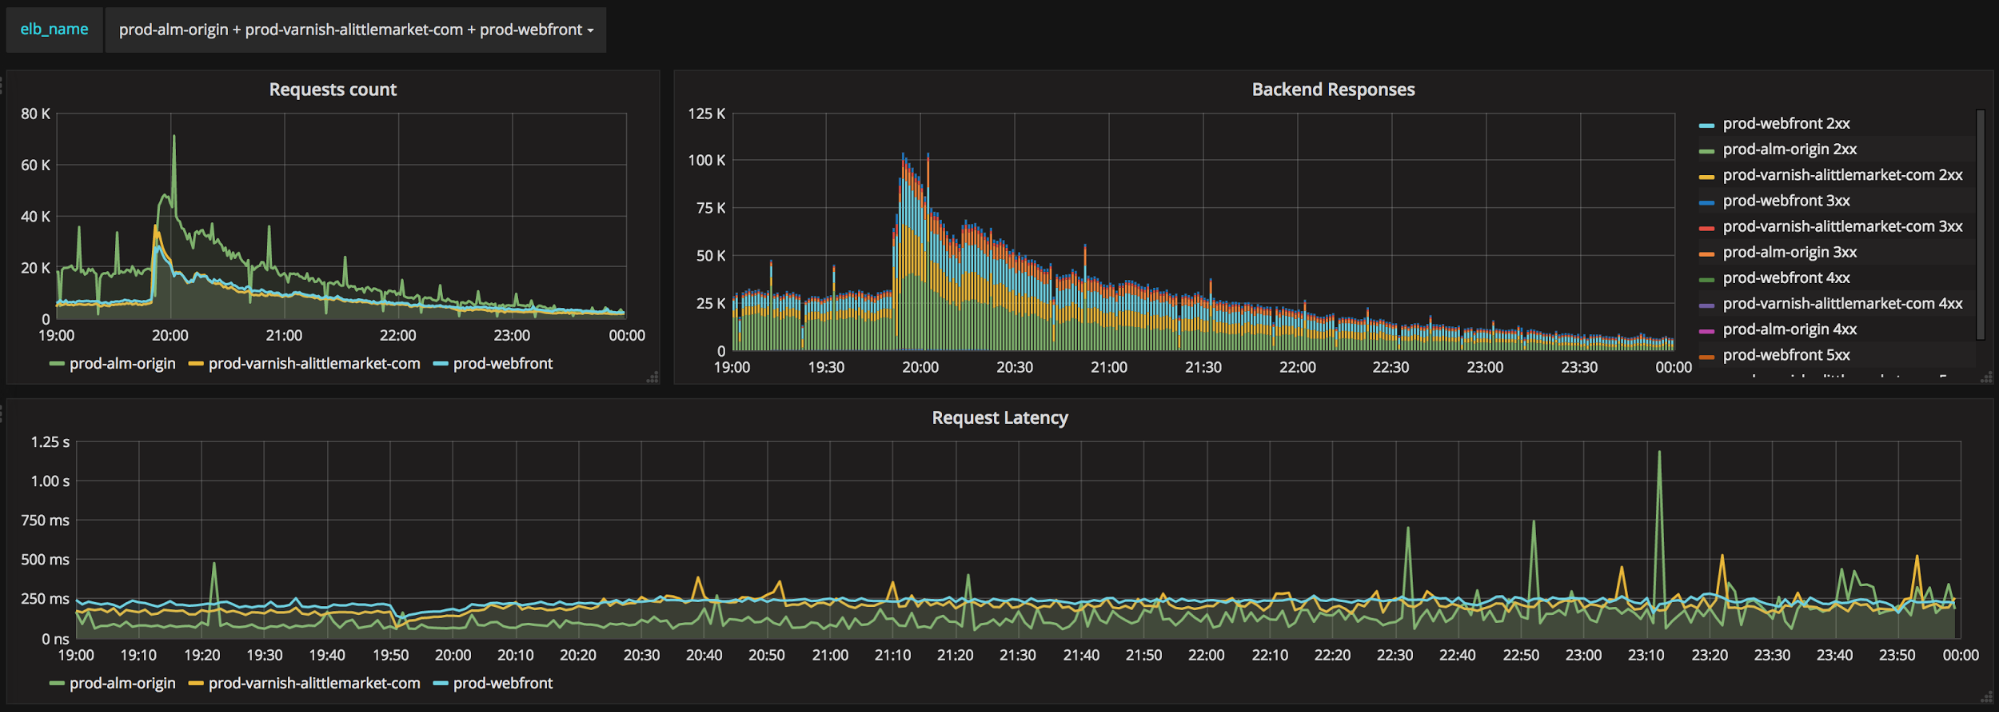 elb_name prod-alm-origin + prod-varnish-alittlemarket-com + prod-webfront
Requests count
80 K
60 K
40 K
20 K
0
19:00 20:00 21:00 22:00 23:00 00:00
prod-alm-origin prod-varnish-alittlemarket-com prod-webfront
Backend Responses
125 K
100 K
75 K
50 K
25 K
0
19:00 19:30 20:00 20:30 21:00 21:30 22:00 22:30 23:00 23:30 00:00
prod-webfront 2xx
prod-alm-origin 2xx
prod-varnish-alittlemarket-com 2xx
prod-webfront 3xx
prod-varnish-alittlemarket-com 3xx
prod-alm-origin 3xx
prod-webfront 4xx
prod-varnish-alittlemarket-com 4xx
prod-alm-origin 4xx
prod-webfront 5xx
Request Latency
1.25 s
1.00 s
750 ms
500 ms
250 ms
0 ns
19:00 19:10 19:20 19:30 19:40 19:50 20:00 20:10 20:20 20:30 20:40 20:50 21:00 21:10 21:20 21:30 21:40 21:50 22:00 22:10 22:20 22:30 22:40 22:50 23:00 23:10 23:20 23:30 23:40 23:50 00:00
prod-alm-origin prod-varnish-alittlemarket-com prod-webfront